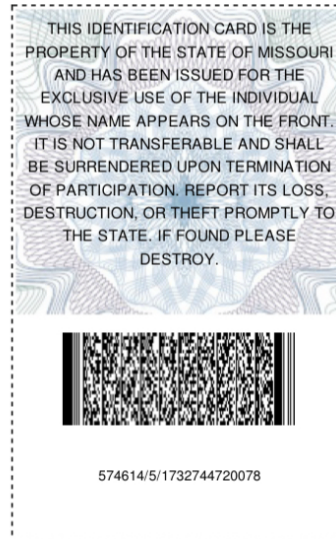 THIS IDENTIFICATION CARD IS THE
PROPERTY OF THE STATE OF MISSOURI
AND HAS BEEN ISSUED FOR THE
EXCLUSIVE USE OF THE INDIVIDUAL
WHOSE NAME APPEARS ON THE FRONT.
IT IS NOT TRANSFERABLE AND SHALL
BE SURRENDERED UPON TERMINATION
OF PARTICIPATION. REPORT ITS LOSS,
DESTRUCTION, OR THEFT PROMPTLY TO
THE STATE. IF FOUND PLEASE
DESTROY.
574614/5/1732744720078